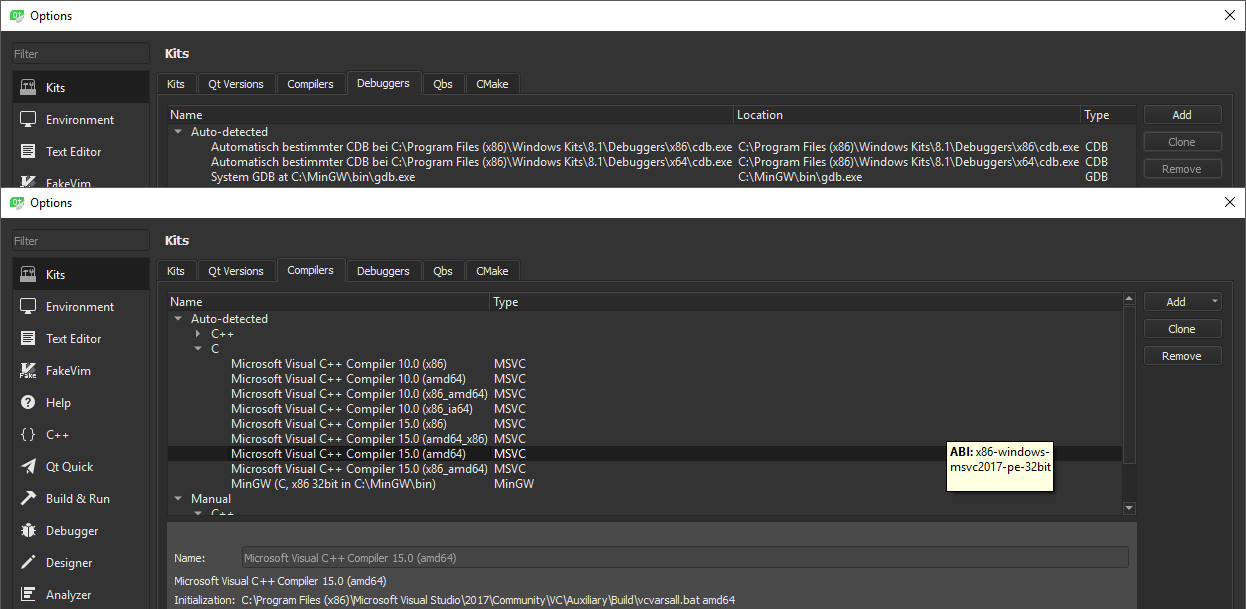 Options
Filter
Kits
Environment
Text Editor
FakeVim
Kits
Kits Qt Versions Compilers Debuggers Qbs CMake
Name Location Type
Auto-detected
Automatisch bestimmter CDB bei C:\Program Files (x86)\Windows Kits\8.1\Debuggers\x86\cdb.exe C:\Program Files (x86)\Windows Kits\8.1\Debuggers\x86\cdb.exe CDB
Automatisch bestimmter CDB bei C:\Program Files (x86)\Windows Kits\8.1\Debuggers\x64\cdb.exe C:\Program Files (x86)\Windows Kits\8.1\Debuggers\x64\cdb.exe CDB
System GDB at C:\MinGW\bin\gdb.exe C:\MinGW\bin\gdb.exe GDB
Add
Clone
Remove
Options
Filter
Kits
Environment
Text Editor
FakeVim
Help
C++
Qt Quick
Build & Run
Debugger
Designer
Analyzer
Kits
Kits Qt Versions Compilers Debuggers Qbs CMake
Name Type
Auto-detected
C++
C
Microsoft Visual C++ Compiler 10.0 (x86) MSVC
Microsoft Visual C++ Compiler 10.0 (amd64) MSVC
Microsoft Visual C++ Compiler 10.0 (x86_amd64) MSVC
Microsoft Visual C++ Compiler 10.0 (x86_ia64) MSVC
Microsoft Visual C++ Compiler 15.0 (x86) MSVC
Microsoft Visual C++ Compiler 15.0 (amd64_x86) MSVC
Microsoft Visual C++ Compiler 15.0 (amd64) MSVC
Microsoft Visual C++ Compiler 15.0 (x86_amd64) MSVC
MinGW (C, x86 32bit in C:\MinGW\bin) MinGW
Manual
C++
ABI: x86-windows-
msvc2017-pe-32bit
Add
Clone
Remove
Name: Microsoft Visual C++ Compiler 15.0 (amd64)
Microsoft Visual C++ Compiler 15.0 (amd64)
Initialization: C:\Program Files (x86)\Microsoft Visual Studio\2017\Community\VC\Auxiliary\Build\vcvarsall.bat amd64